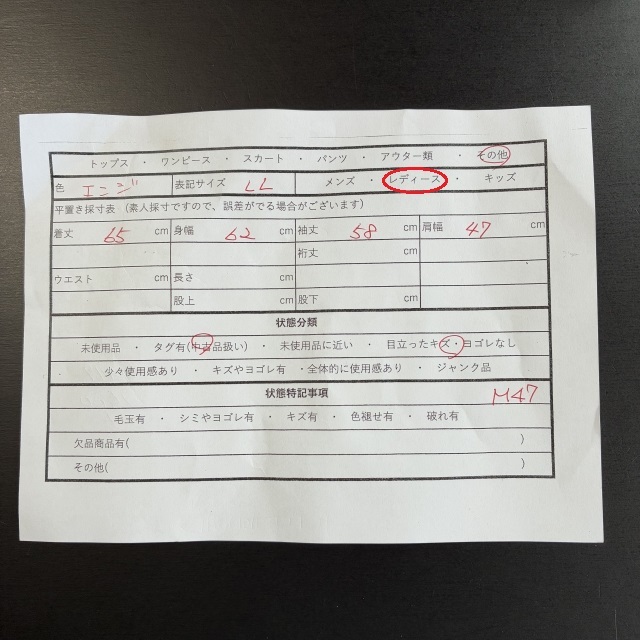 トップス ・ ワンピース ・ スカート ・ パンツ ・ アウター類 ・ その他
色 エンジ 表記サイズ LL メンズ ・ レディース ・ キッズ
平置き採寸表（素人採寸ですので、誤差がでる場合がございます）
着丈 65 cm 身幅 62 cm 袖丈 58 cm 肩幅 47 cm
裄丈 cm
ウエスト cm 長さ cm
股上 cm 股下 cm
状態分類
未使用品 ・ タグ有(中古品扱い) ・ 未使用品に近い ・ 目立ったキズ・ヨゴレなし
少々使用感あり ・ キズやヨゴレ有 ・全体的に使用感あり ・ ジャンク品
状態特記事項 M47
毛玉有 ・ シミやヨゴレ有 ・ キズ有 ・ 色褪せ有 ・ 破れ有
欠品商品有( )
その他( )